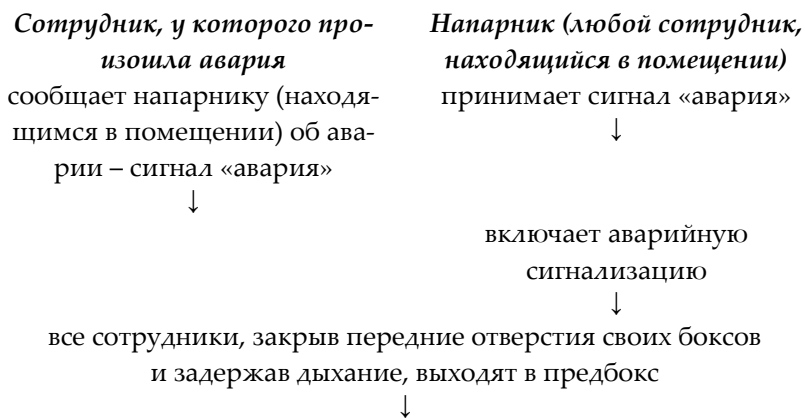 Сотрудник, у которого про-
изошла авария
сообщает напарнику (находя-
щимся в помещении) об ава-
рии – сигнал «авария»
↓
Напарник (любой сотрудник,
находящийся в помещении)
принимает сигнал «авария»
↓
включает аварийную
сигнализацию
↓
все сотрудники, закрыв передние отверстия своих боксов
и задержав дыхание, выходят в предбокс
↓